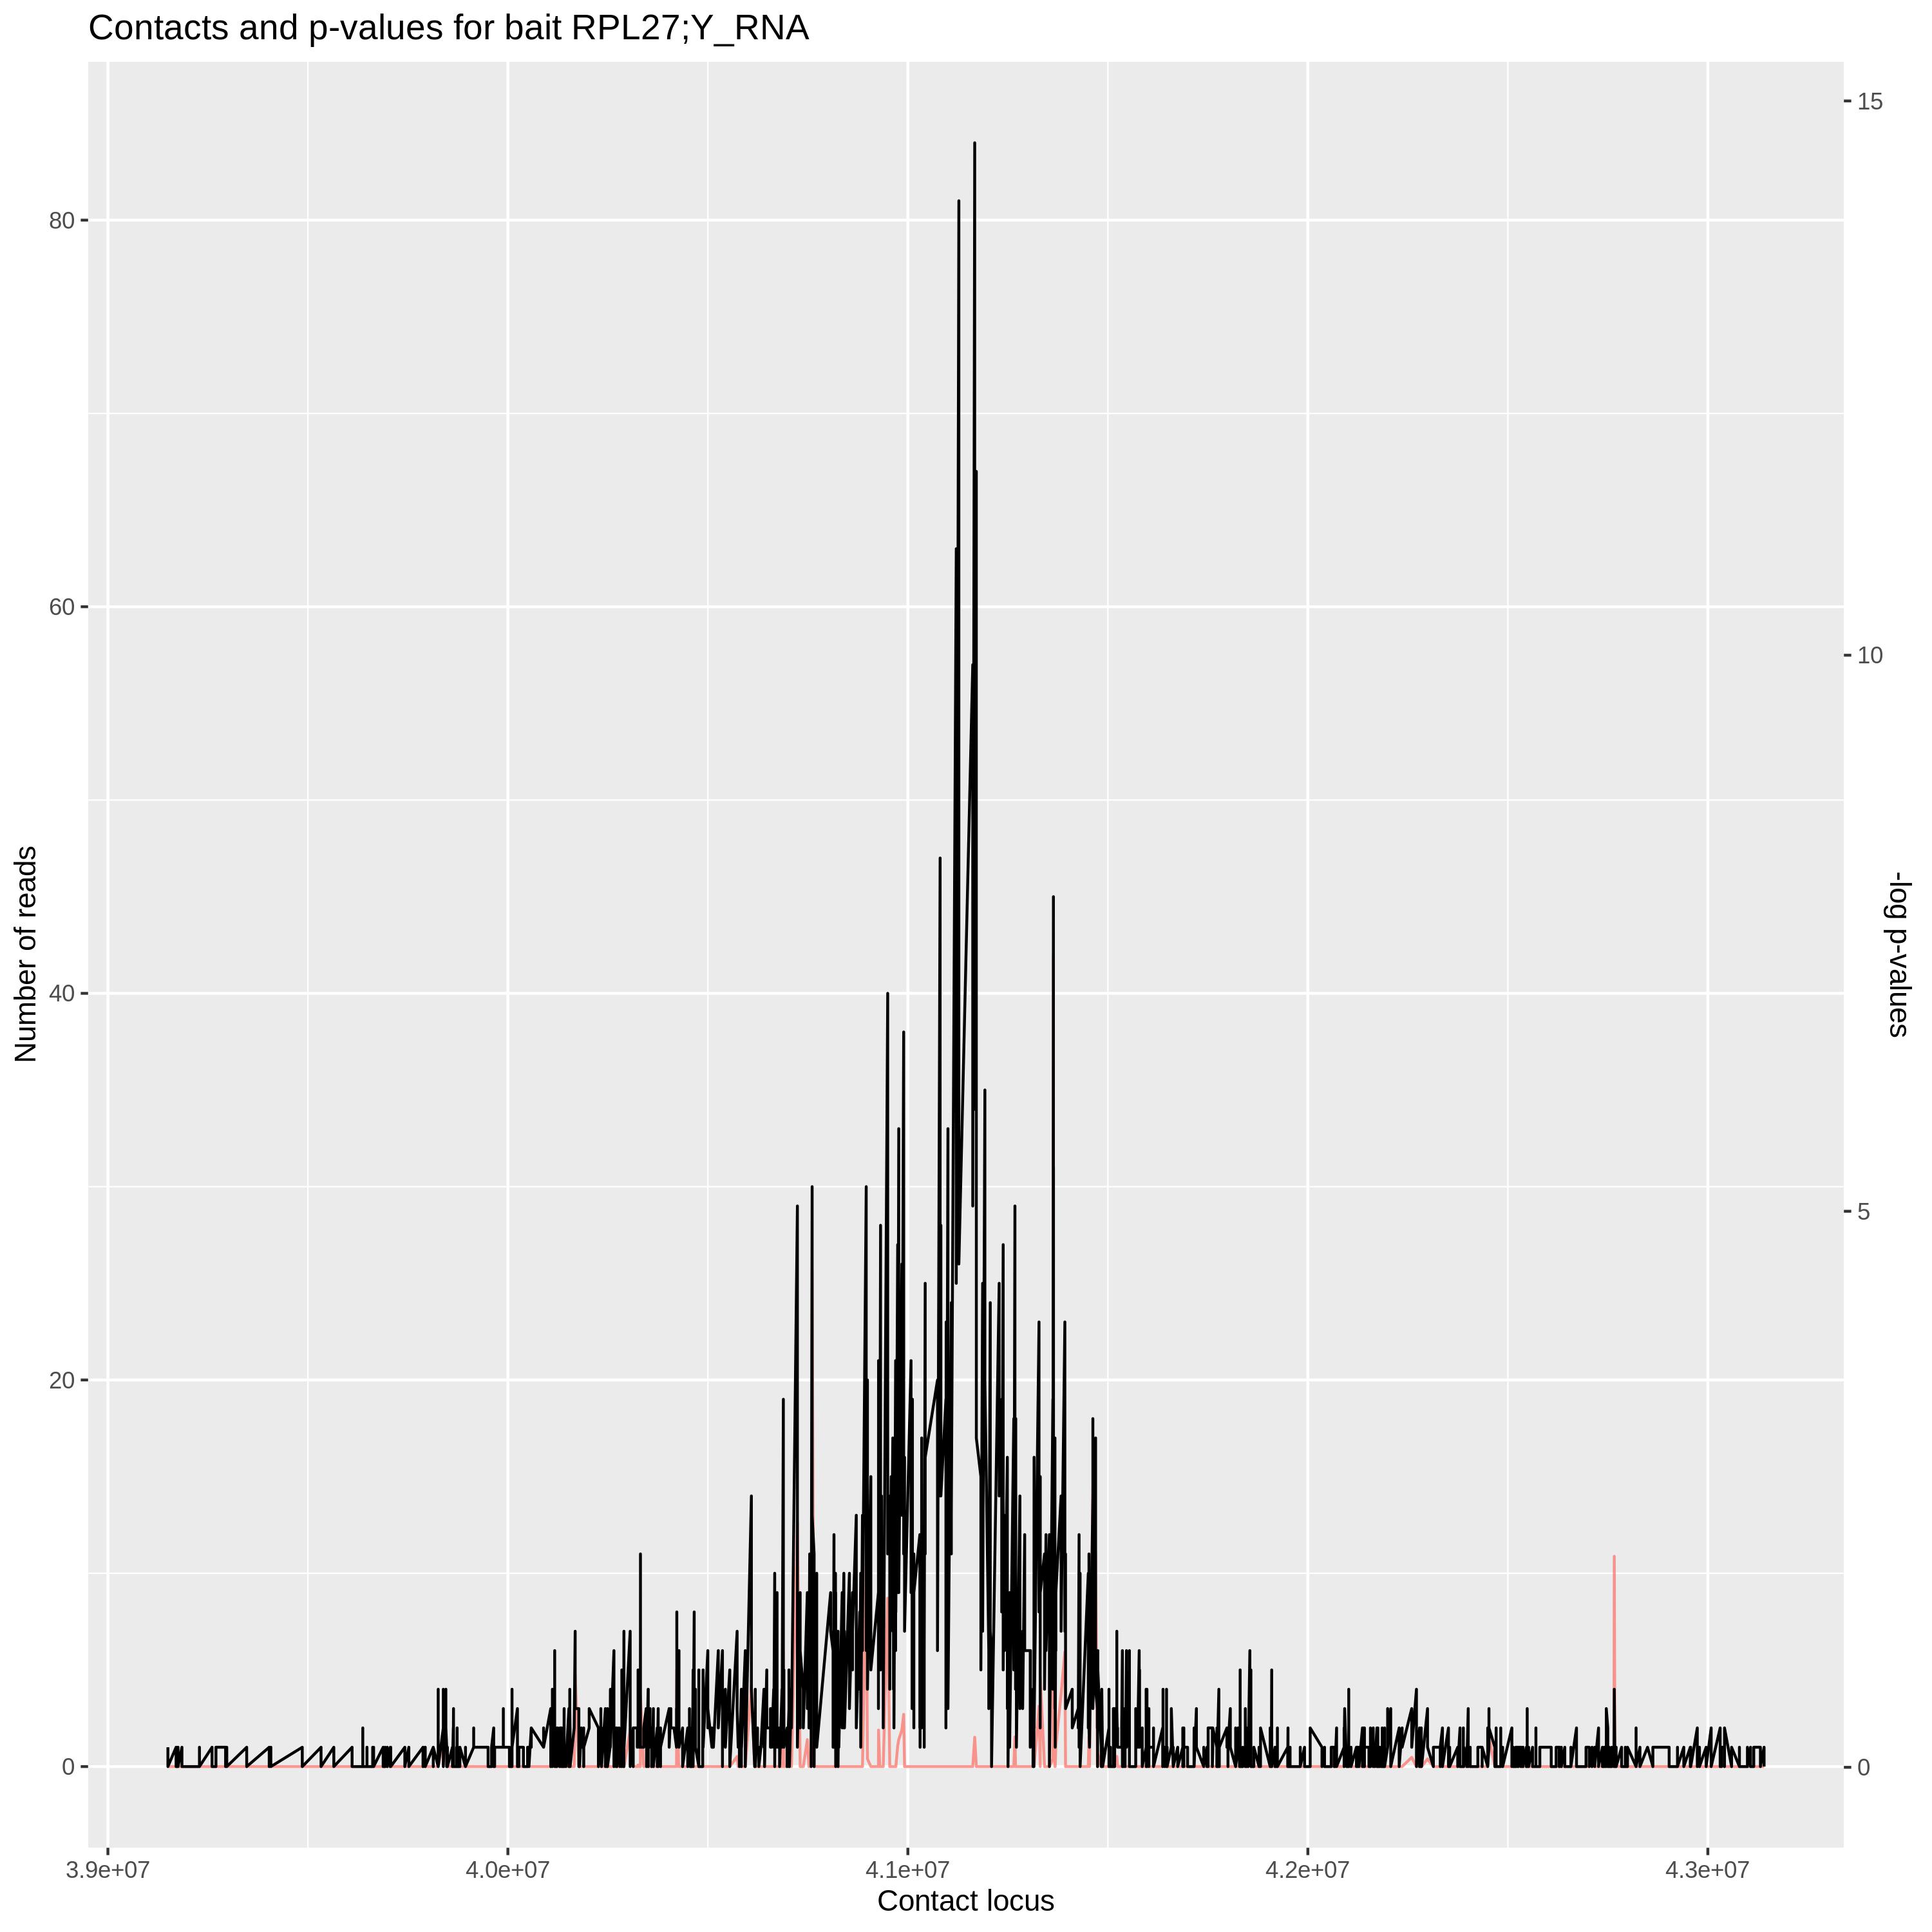 Contacts and p-values for bait RPL27;Y_RNA
15
80
60
10
Number of reads
-log p-values
40
5
20
0
0
3.9e+07
4.0e+07
4.1e+07
4.2e+07
4.3e+07
Contact locus